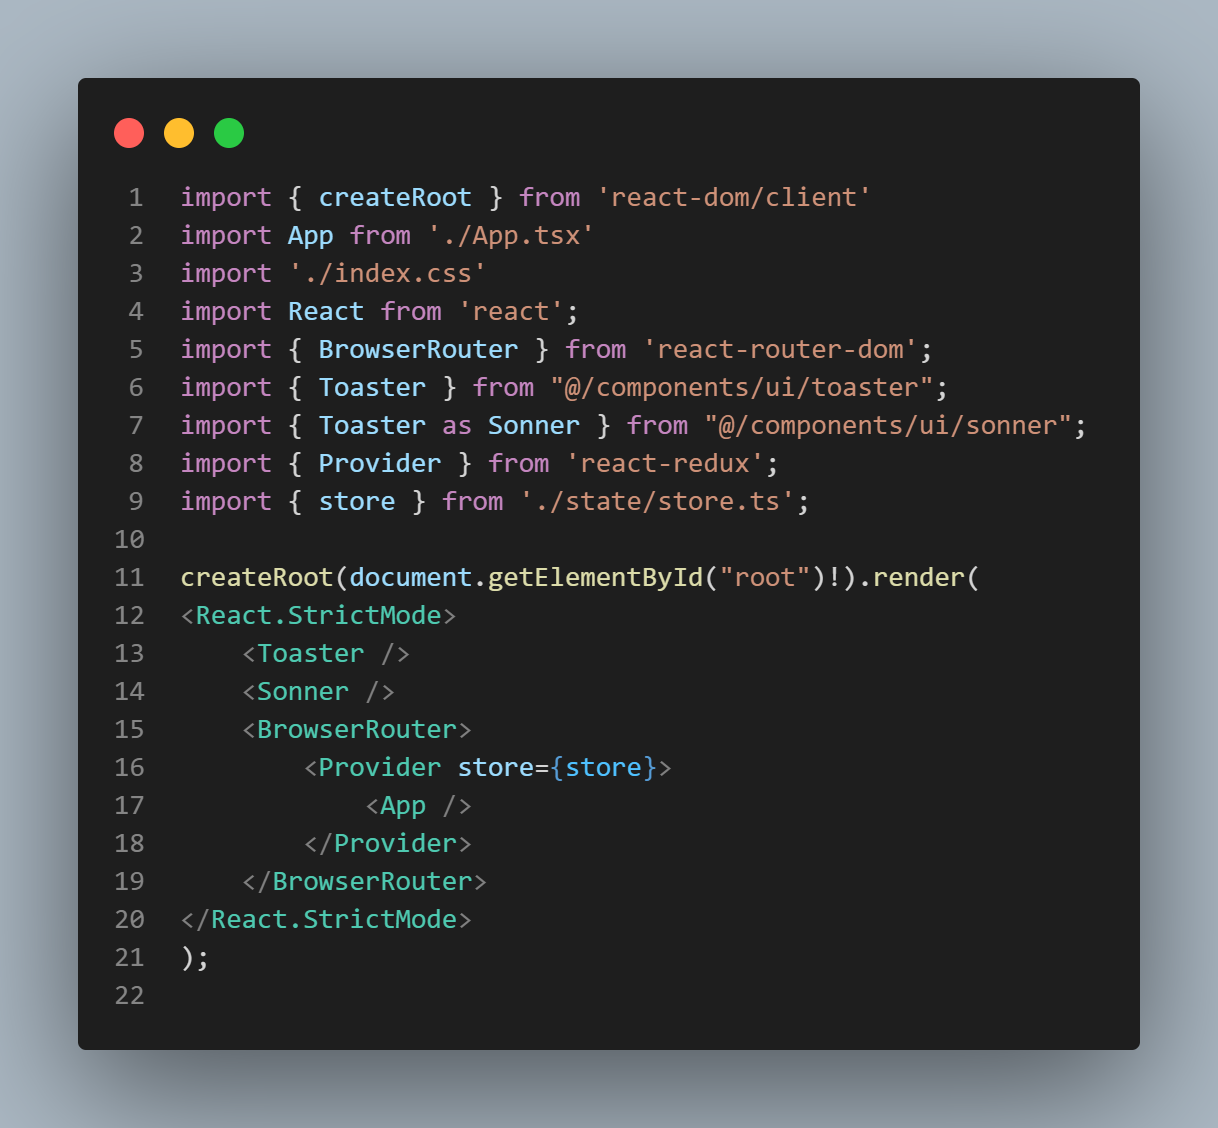 1 import { createRoot } from 'react-dom/client'
2 import App from './App.tsx'
3 import './index.css'
4 import React from 'react';
5 import { BrowserRouter } from 'react-router-dom';
6 import { Toaster } from "@/components/ui/toaster";
7 import { Toaster as Sonner } from "@/components/ui/sonner";
8 import { Provider } from 'react-redux';
9 import { store } from './state/store.ts';
10
11 createRoot(document.getElementById("root")!).render(
12 <React.StrictMode>
13     <Toaster />
14     <Sonner />
15     <BrowserRouter>
16         <Provider store={store}>
17             <App />
18         </Provider>
19     </BrowserRouter>
20 </React.StrictMode>
21 );
22